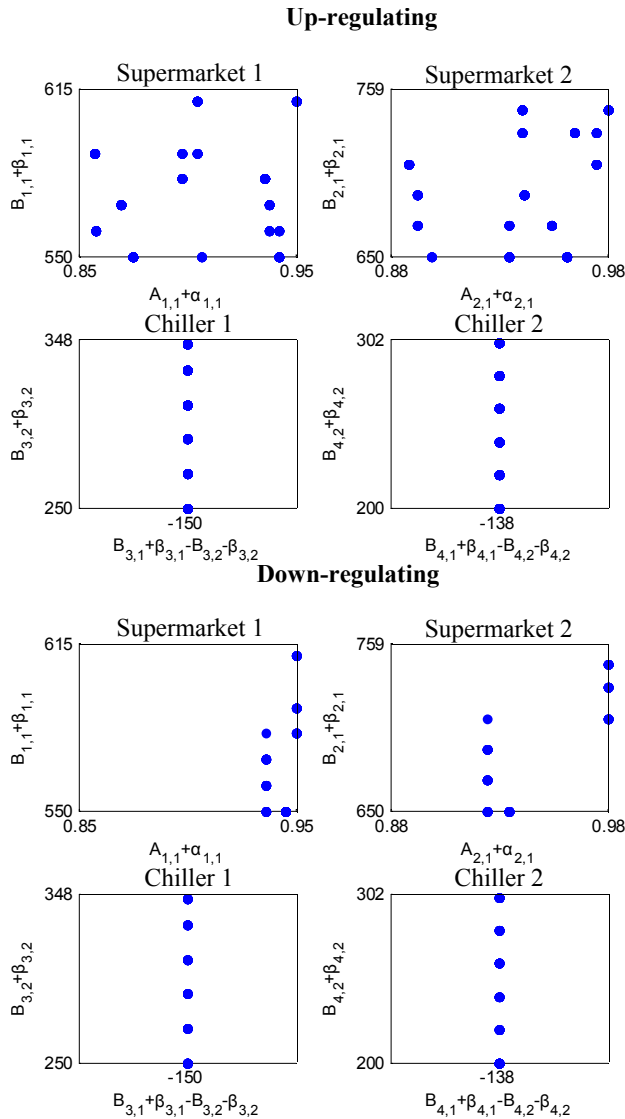 Up-regulating
Supermarket 1
Supermarket 2
615
B1,1+β1,1
550
0.85
0.95
A1,1+α1,1
759
B2,1+β2,1
650
0.88
0.98
A2,1+α2,1
Chiller 1
Chiller 2
348
B3,2+β3,2
250
-150
B3,1+β3,1-B3,2-β3,2
302
B4,2+β4,2
200
-138
B4,1+β4,1-B4,2-β4,2
Down-regulating
Supermarket 1
Supermarket 2
615
B1,1+β1,1
550
0.85
0.95
A1,1+α1,1
759
B2,1+β2,1
650
0.88
0.98
A2,1+α2,1
Chiller 1
Chiller 2
348
B3,2+β3,2
250
-150
B3,1+β3,1-B3,2-β3,2
302
B4,2+β4,2
200
-138
B4,1+β4,1-B4,2-β4,2